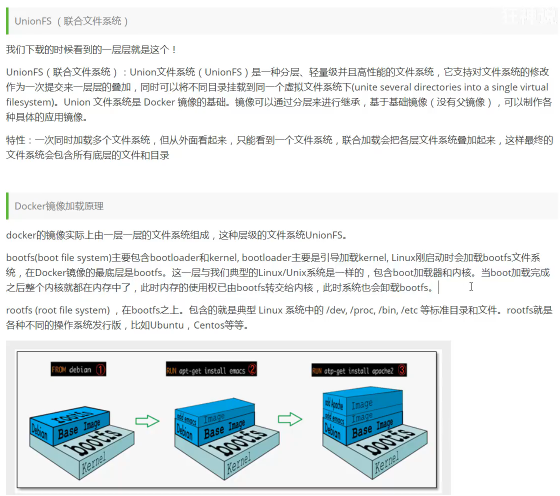 狂神说
UnionFS （联合文件系统）
我们下载的时候看到的一层层就是这个！
UnionFS（联合文件系统）: Union文件系统（UnionFS）是一种分层、轻量级并且高性能的文件系统，它支持对文件系统的修改
作为一次提交来一层层的叠加，同时可以将不同目录挂载到同一个虚拟文件系统下(unite several directories into a single virtual
filesystem)。Union 文件系统是 Docker 镜像的基础。镜像可以通过分层来进行继承，基于基础镜像（没有父镜像），可以制作各
种具体的应用镜像。
特性：一次同时加载多个文件系统，但从外面看起来，只能看到一个文件系统，联合加载会把各层文件系统叠加起来，这样最终的
文件系统会包含所有底层的文件和目录
Docker镜像加载原理
docker的镜像实际上由一层一层的文件系统组成，这种层级的文件系统UnionFS。
bootfs(boot file system)主要包含bootloader和kernel, bootloader主要是引导加载kernel, Linux刚启动时会加载bootfs文件系
统，在Docker镜像的最底层是bootfs。这一层与我们典型的Linux/Unix系统是一样的，包含boot加载器和内核。当boot加载完成
之后整个内核就都在内存中了，此时内存的使用权已由bootfs转交给内核，此时系统也会卸载bootfs。
rootfs (root file system) ，在bootfs之上。包含的就是典型 Linux 系统中的 /dev, /proc, /bin, /etc 等标准目录和文件。rootfs就是
各种不同的操作系统发行版，比如Ubuntu，Centos等等。
FROM debian ①
RUN apt-get install emacs ②
RUN atp-get install apache2 ③
rootfs
Debian Base Image
bootfs
Kernel
add emacs Image
Debian Base Image
bootfs
Kernel
add Apache Image
add emacs Image
Debian Base Image
bootfs
Kernel